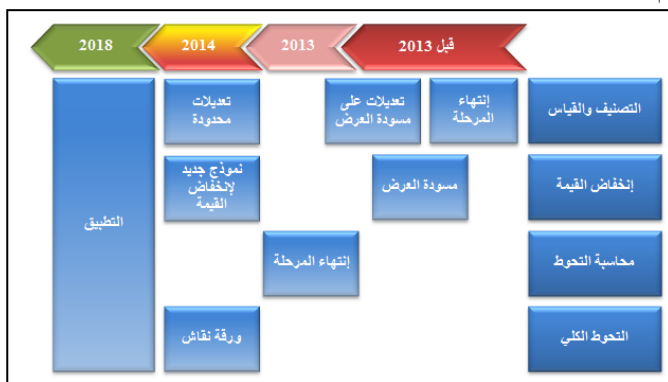 قبل 2013
2013
2014
2018
التصنيف والقياس
إنتهاء
المرحلة
تعديلات على
مسودة العرض
تعديلات
محدودة
إنخفاض القيمة
مسودة العرض
نموذج جديد
لإنخفاض
القيمة
التطبيق
محاسبة التحوط
إنتهاء المرحلة
التحوط الكلي
ورقة نقاش